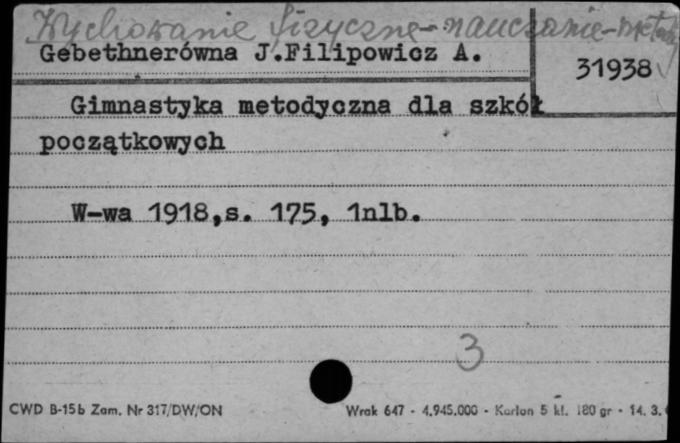 Wychowanie fizyczne - nauczanie - metody
Gebethnerówna J.Filipowicz A.
31938
Gimnastyka metodyczna dla szkół
początkowych
W-wa 1918,s. 175, 1nlb.
3
CWD B-15b Zam. Nr 317/DW/ON
Wrak 647 - 4.945.000 - Karton 5 kl. 180 gr - 14. 3.